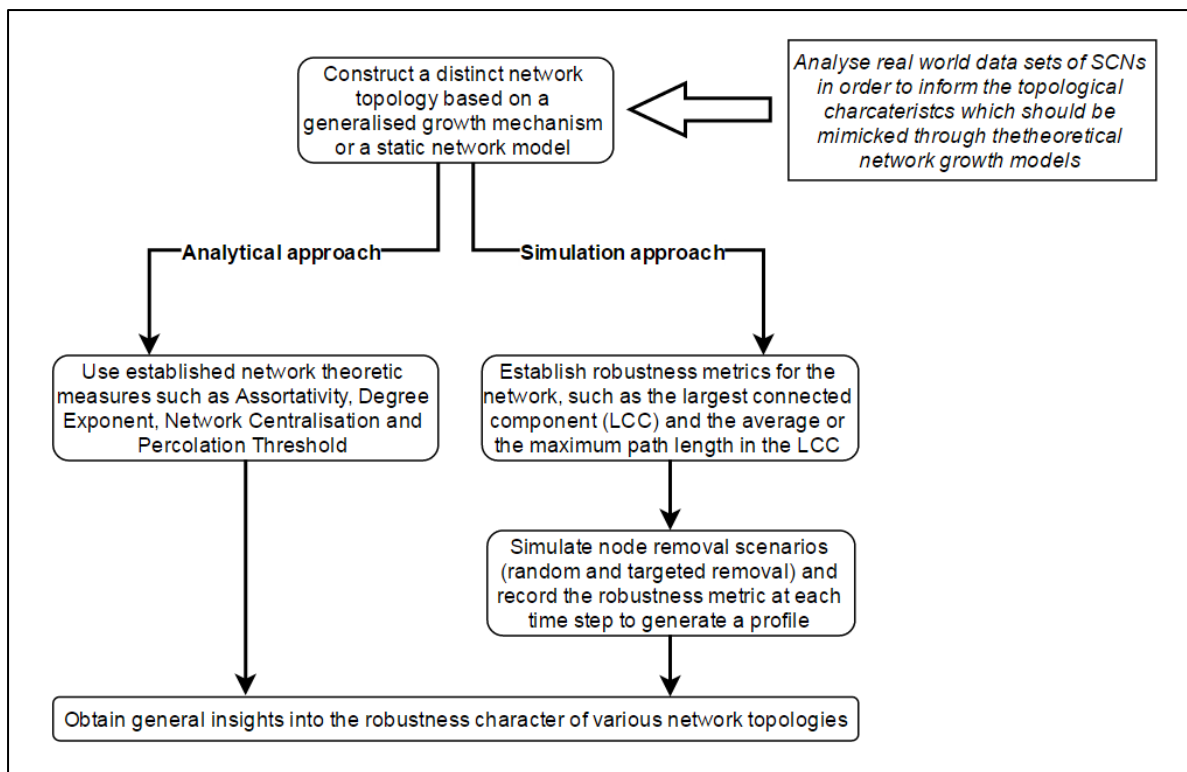 Construct a distinct network
topology based on a
generalised growth mechanism
or a static network model
Analyse real world data sets of SCNs
in order to inform the topological
charcateristcs which should be
mimicked through thetheoretical
network growth models
Analytical approach
Simulation approach
Use established network theoretic
measures such as Assortativity, Degree
Exponent, Network Centralisation and
Percolation Threshold
Establish robustness metrics for the
network, such as the largest connected
component (LCC) and the average or
the maximum path length in the LCC
Simulate node removal scenarios
(random and targeted removal) and
record the robustness metric at each
time step to generate a profile
Obtain general insights into the robustness character of various network topologies